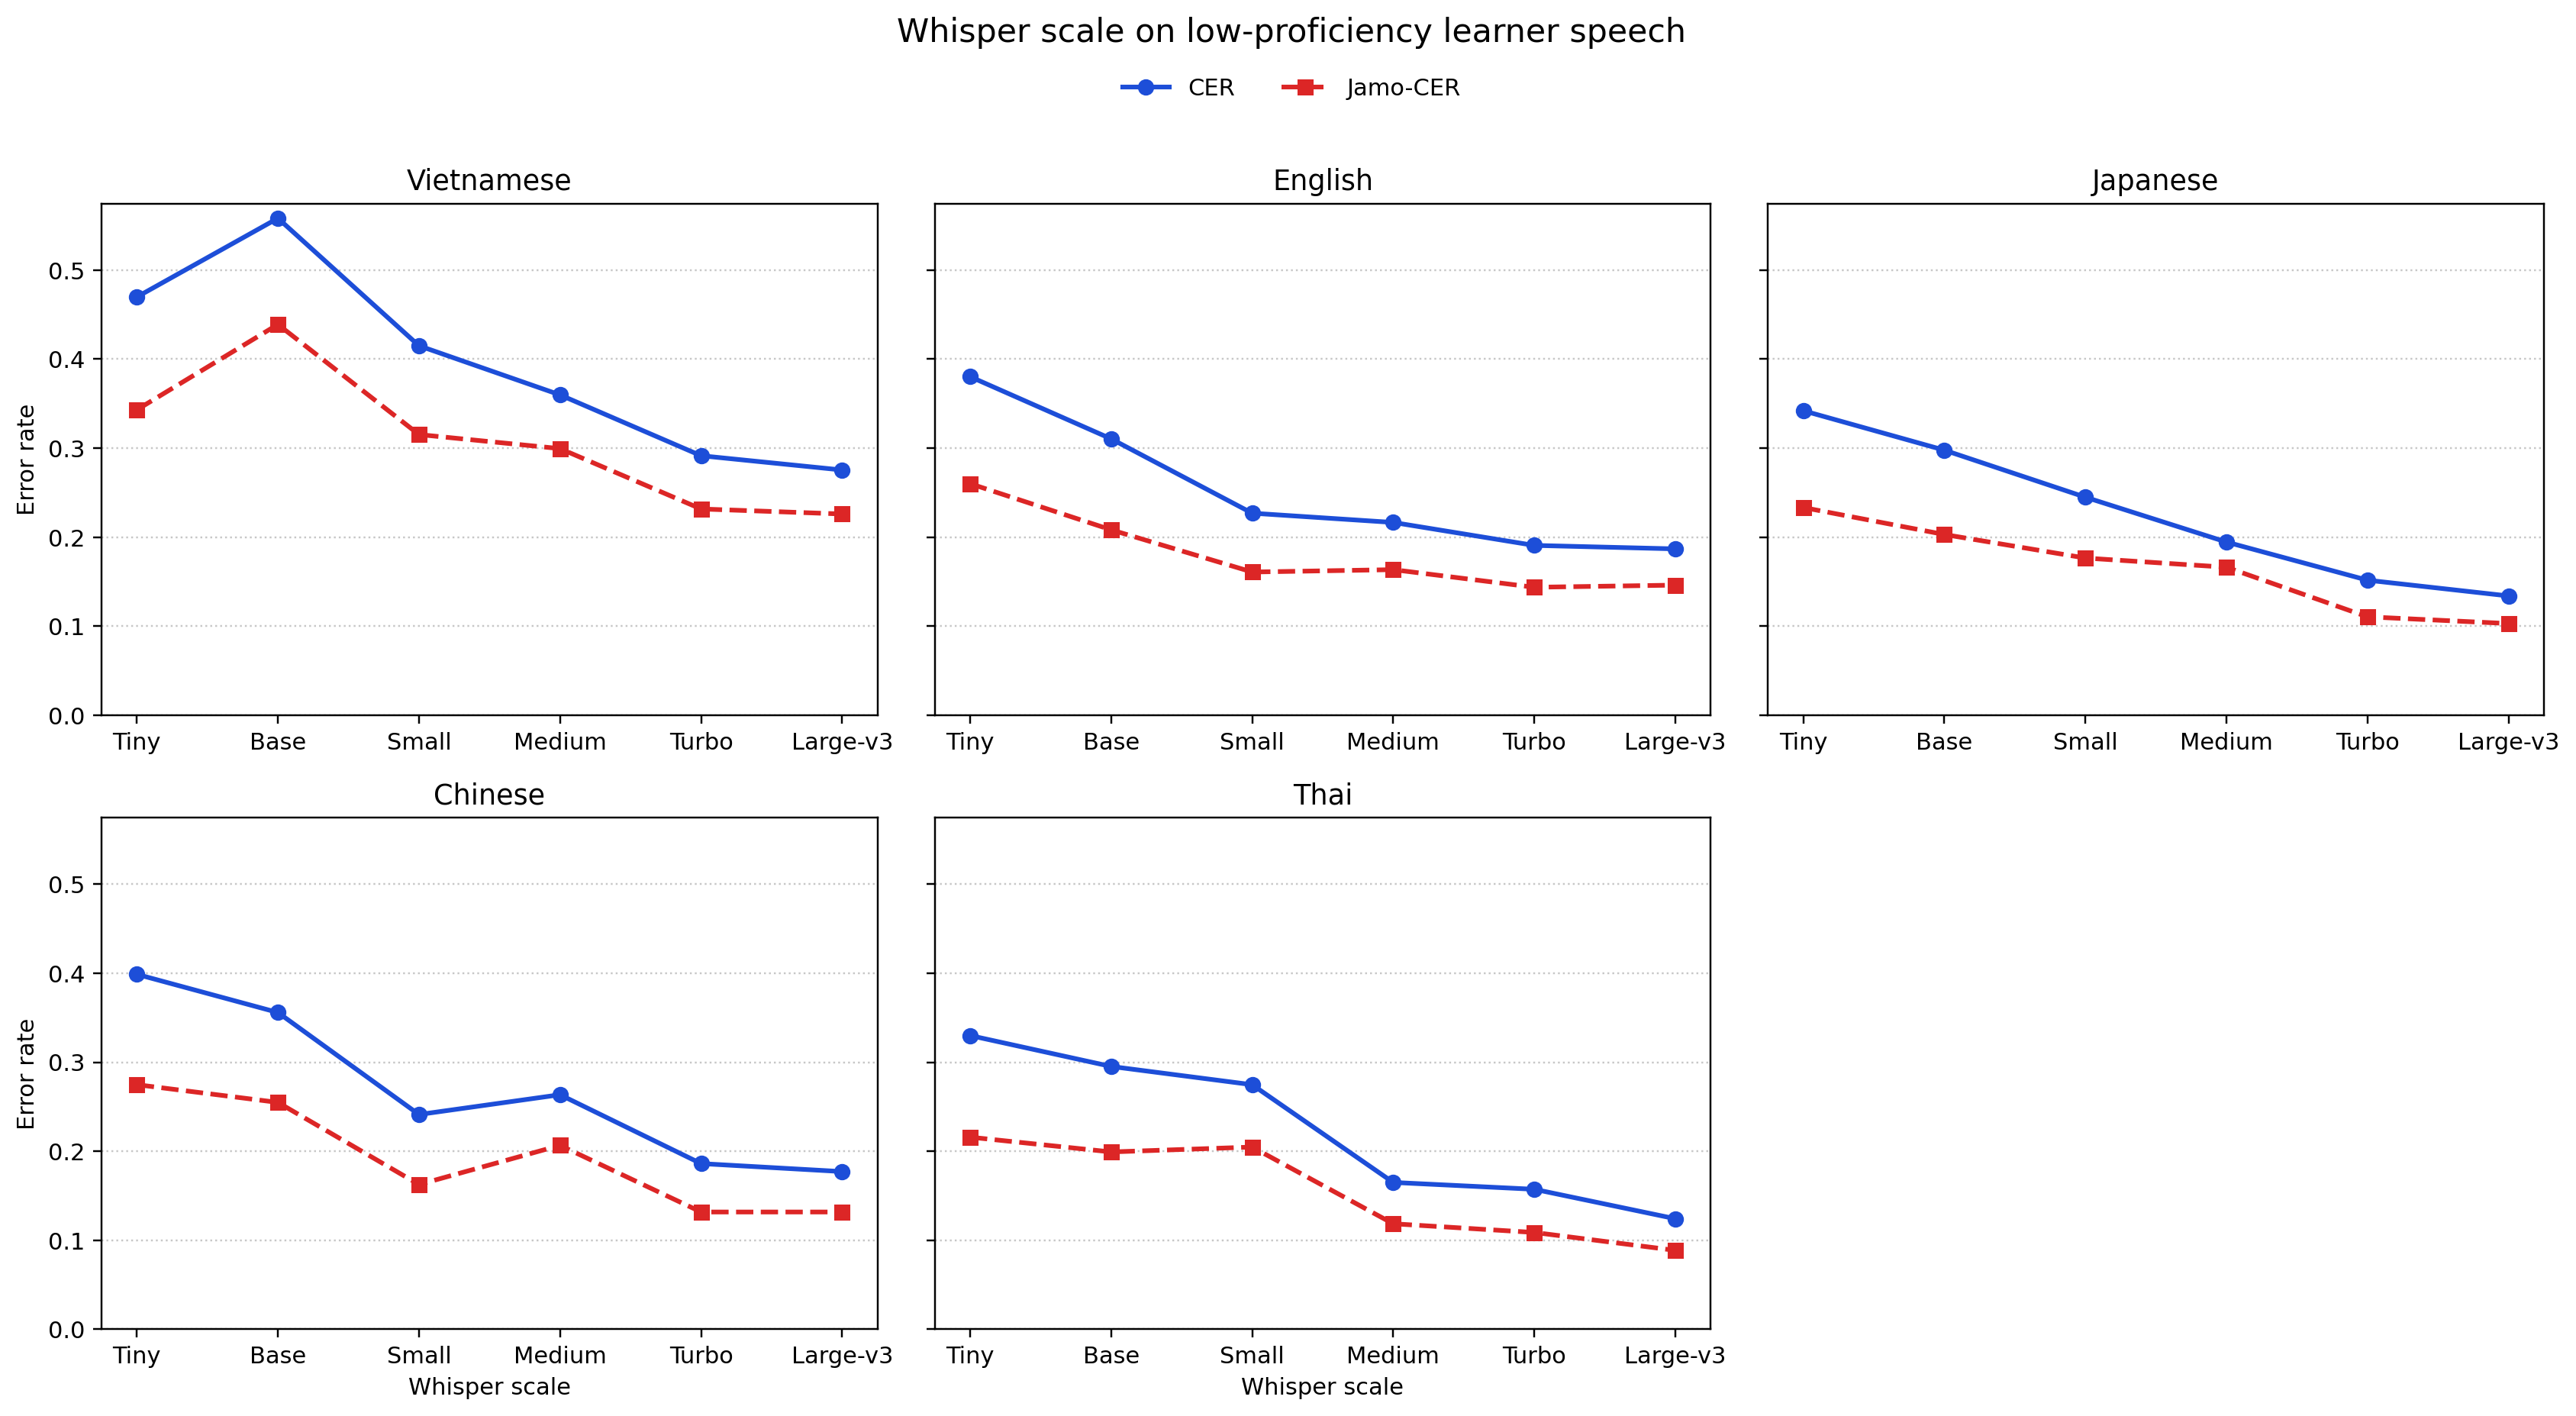 Whisper scale on low-proficiency learner speech
CER Jamo-CER
Vietnamese
Error rate
0.5
0.4
0.3
0.2
0.1
0.0
Tiny Base Small Medium Turbo Large-v3
English
Tiny Base Small Medium Turbo Large-v3
Japanese
Tiny Base Small Medium Turbo Large-v3
Chinese
Error rate
0.5
0.4
0.3
0.2
0.1
0.0
Tiny Base Small Medium Turbo Large-v3
Whisper scale
Thai
Tiny Base Small Medium Turbo Large-v3
Whisper scale